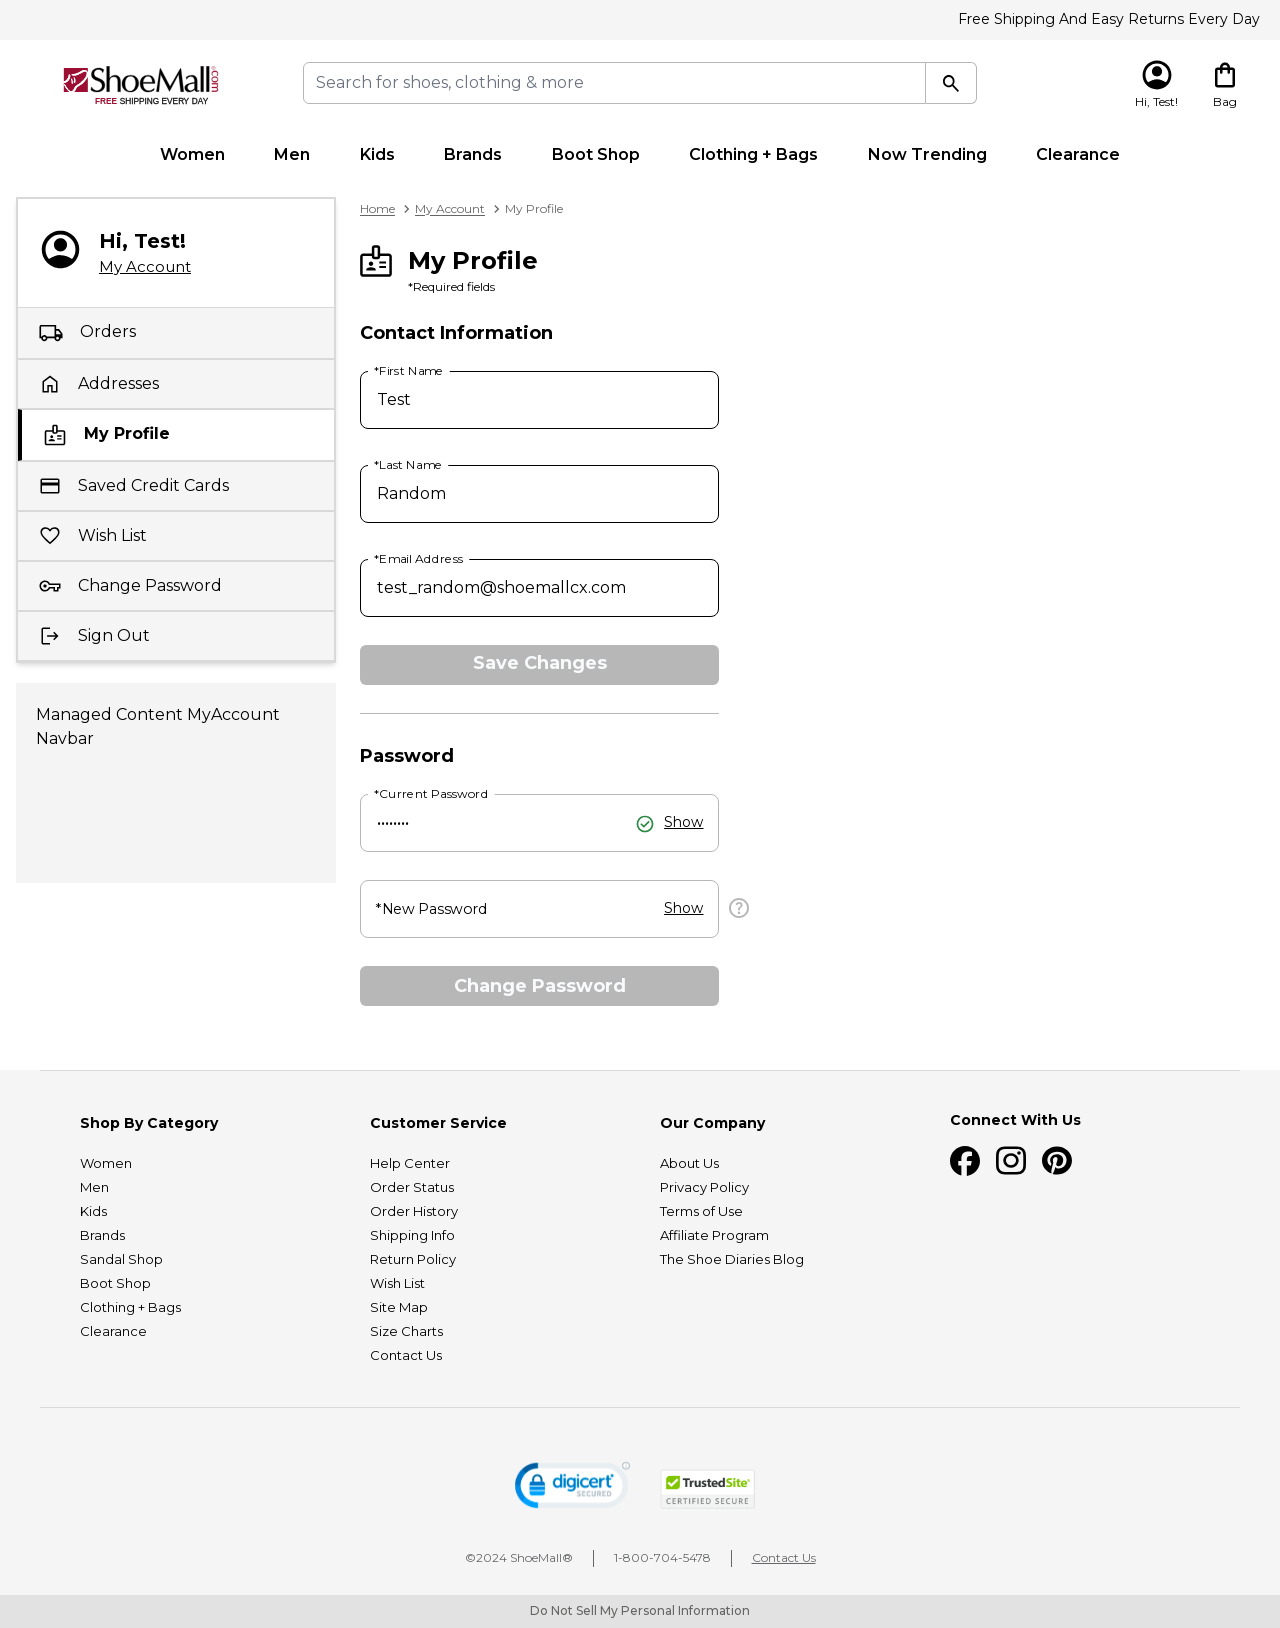 Free Shipping And Easy Returns Every Day
ShoeMall.com
FREE SHIPPING EVERY DAY
Search for shoes, clothing & more
Hi, Test!
Bag
Women
Men
Kids
Brands
Boot Shop
Clothing + Bags
Now Trending
Clearance
Hi, Test!
My Account
Orders
Addresses
My Profile
Saved Credit Cards
Wish List
Change Password
Sign Out
Managed Content MyAccount
Navbar
Home > My Account > My Profile
My Profile
*Required fields
Contact Information
*First Name
Test
*Last Name
Random
*Email Address
test_random@shoemallcx.com
Save Changes
Password
*Current Password
••••••••
Show
*New Password
Show
?
Change Password
Shop By Category
Women
Men
Kids
Brands
Sandal Shop
Boot Shop
Clothing + Bags
Clearance
Customer Service
Help Center
Order Status
Order History
Shipping Info
Return Policy
Wish List
Site Map
Size Charts
Contact Us
Our Company
About Us
Privacy Policy
Terms of Use
Affiliate Program
The Shoe Diaries Blog
Connect With Us
digicert
SECURED
TrustedSite
CERTIFIED SECURE
©2024 ShoeMall®
1-800-704-5478
Contact Us
Do Not Sell My Personal Information